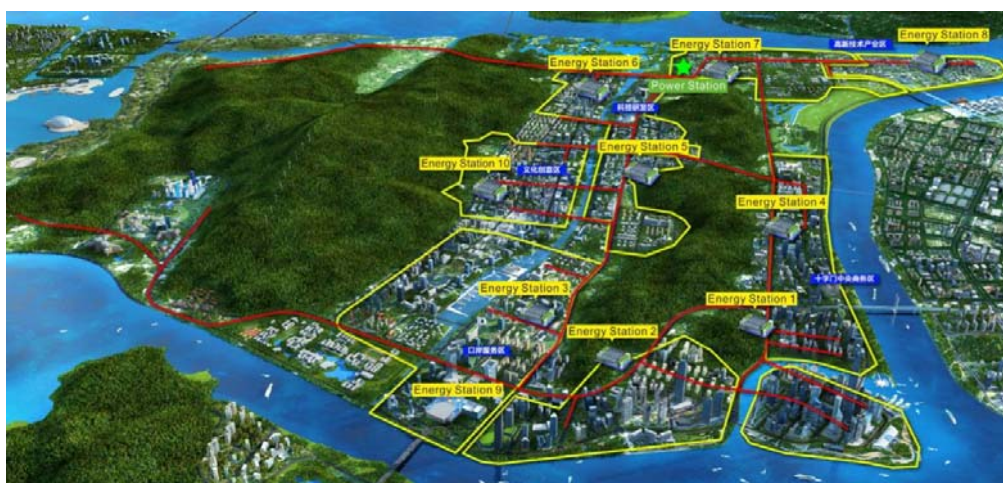 Energy Station 8
Energy Station 7
高新技术产业区
Energy Station 6
Power Station
科技研发区
Energy Station 5
Energy Station 10
文化创意区
Energy Station 4
十字门中央商务区
Energy Station 3
Energy Station 1
Energy Station 2
口岸服务区
Energy Station 9